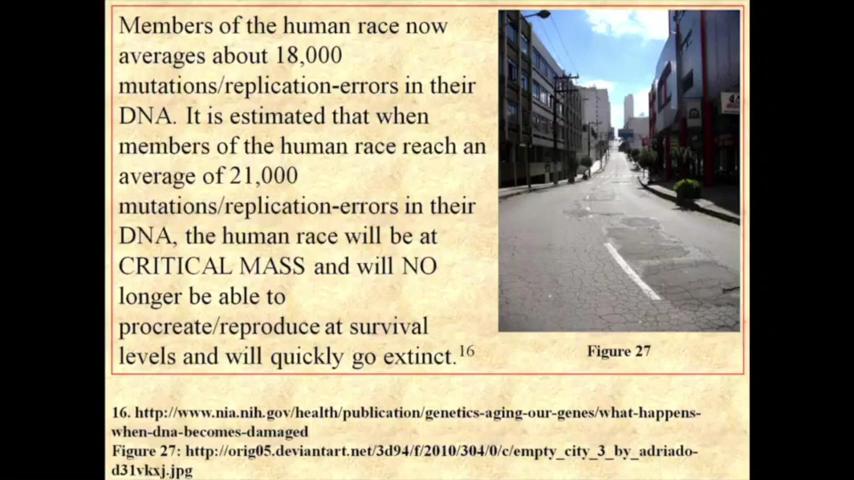 Members of the human race now
averages about 18,000
mutations/replication-errors in their
DNA. It is estimated that when
members of the human race reach an
average of 21,000
mutations/replication-errors in their
DNA, the human race will be at
CRITICAL MASS and will NO
longer be able to
procreate/reproduce at survival
levels and will quickly go extinct.16
Figure 27
16. http://www.nia.nih.gov/health/publication/genetics-aging-our-genes/what-happens-
when-dna-becomes-damaged
Figure 27: http://orig05.deviantart.net/3d94/f/2010/304/0/c/empty_city_3_by_adriado-
d31vkxj.jpg